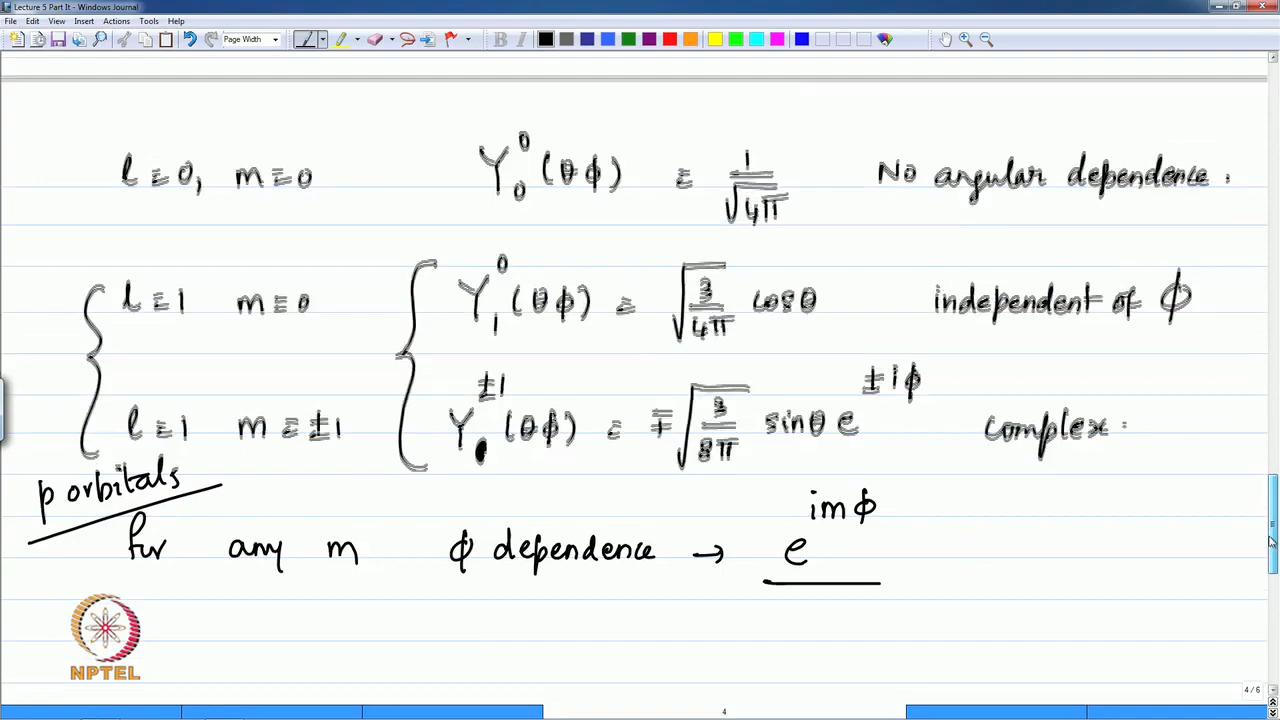 Lecture 5 Part II - Windows Journal
File Edit View Insert Actions Tools Help
Page Width
B I
l = 0, m = 0 Y₀⁰(θϕ) = 1/√4π No angular dependence.
l = 1 m = 0 Y₁⁰(θϕ) = √3/4π cosθ independent of ϕ
l = 1 m = ±1 Y^±1(θϕ) = ∓√3/8π sinθ e^±iϕ complex.
p orbitals
for any m ϕ dependence → e^imϕ
NPTEL
4 / 6
4